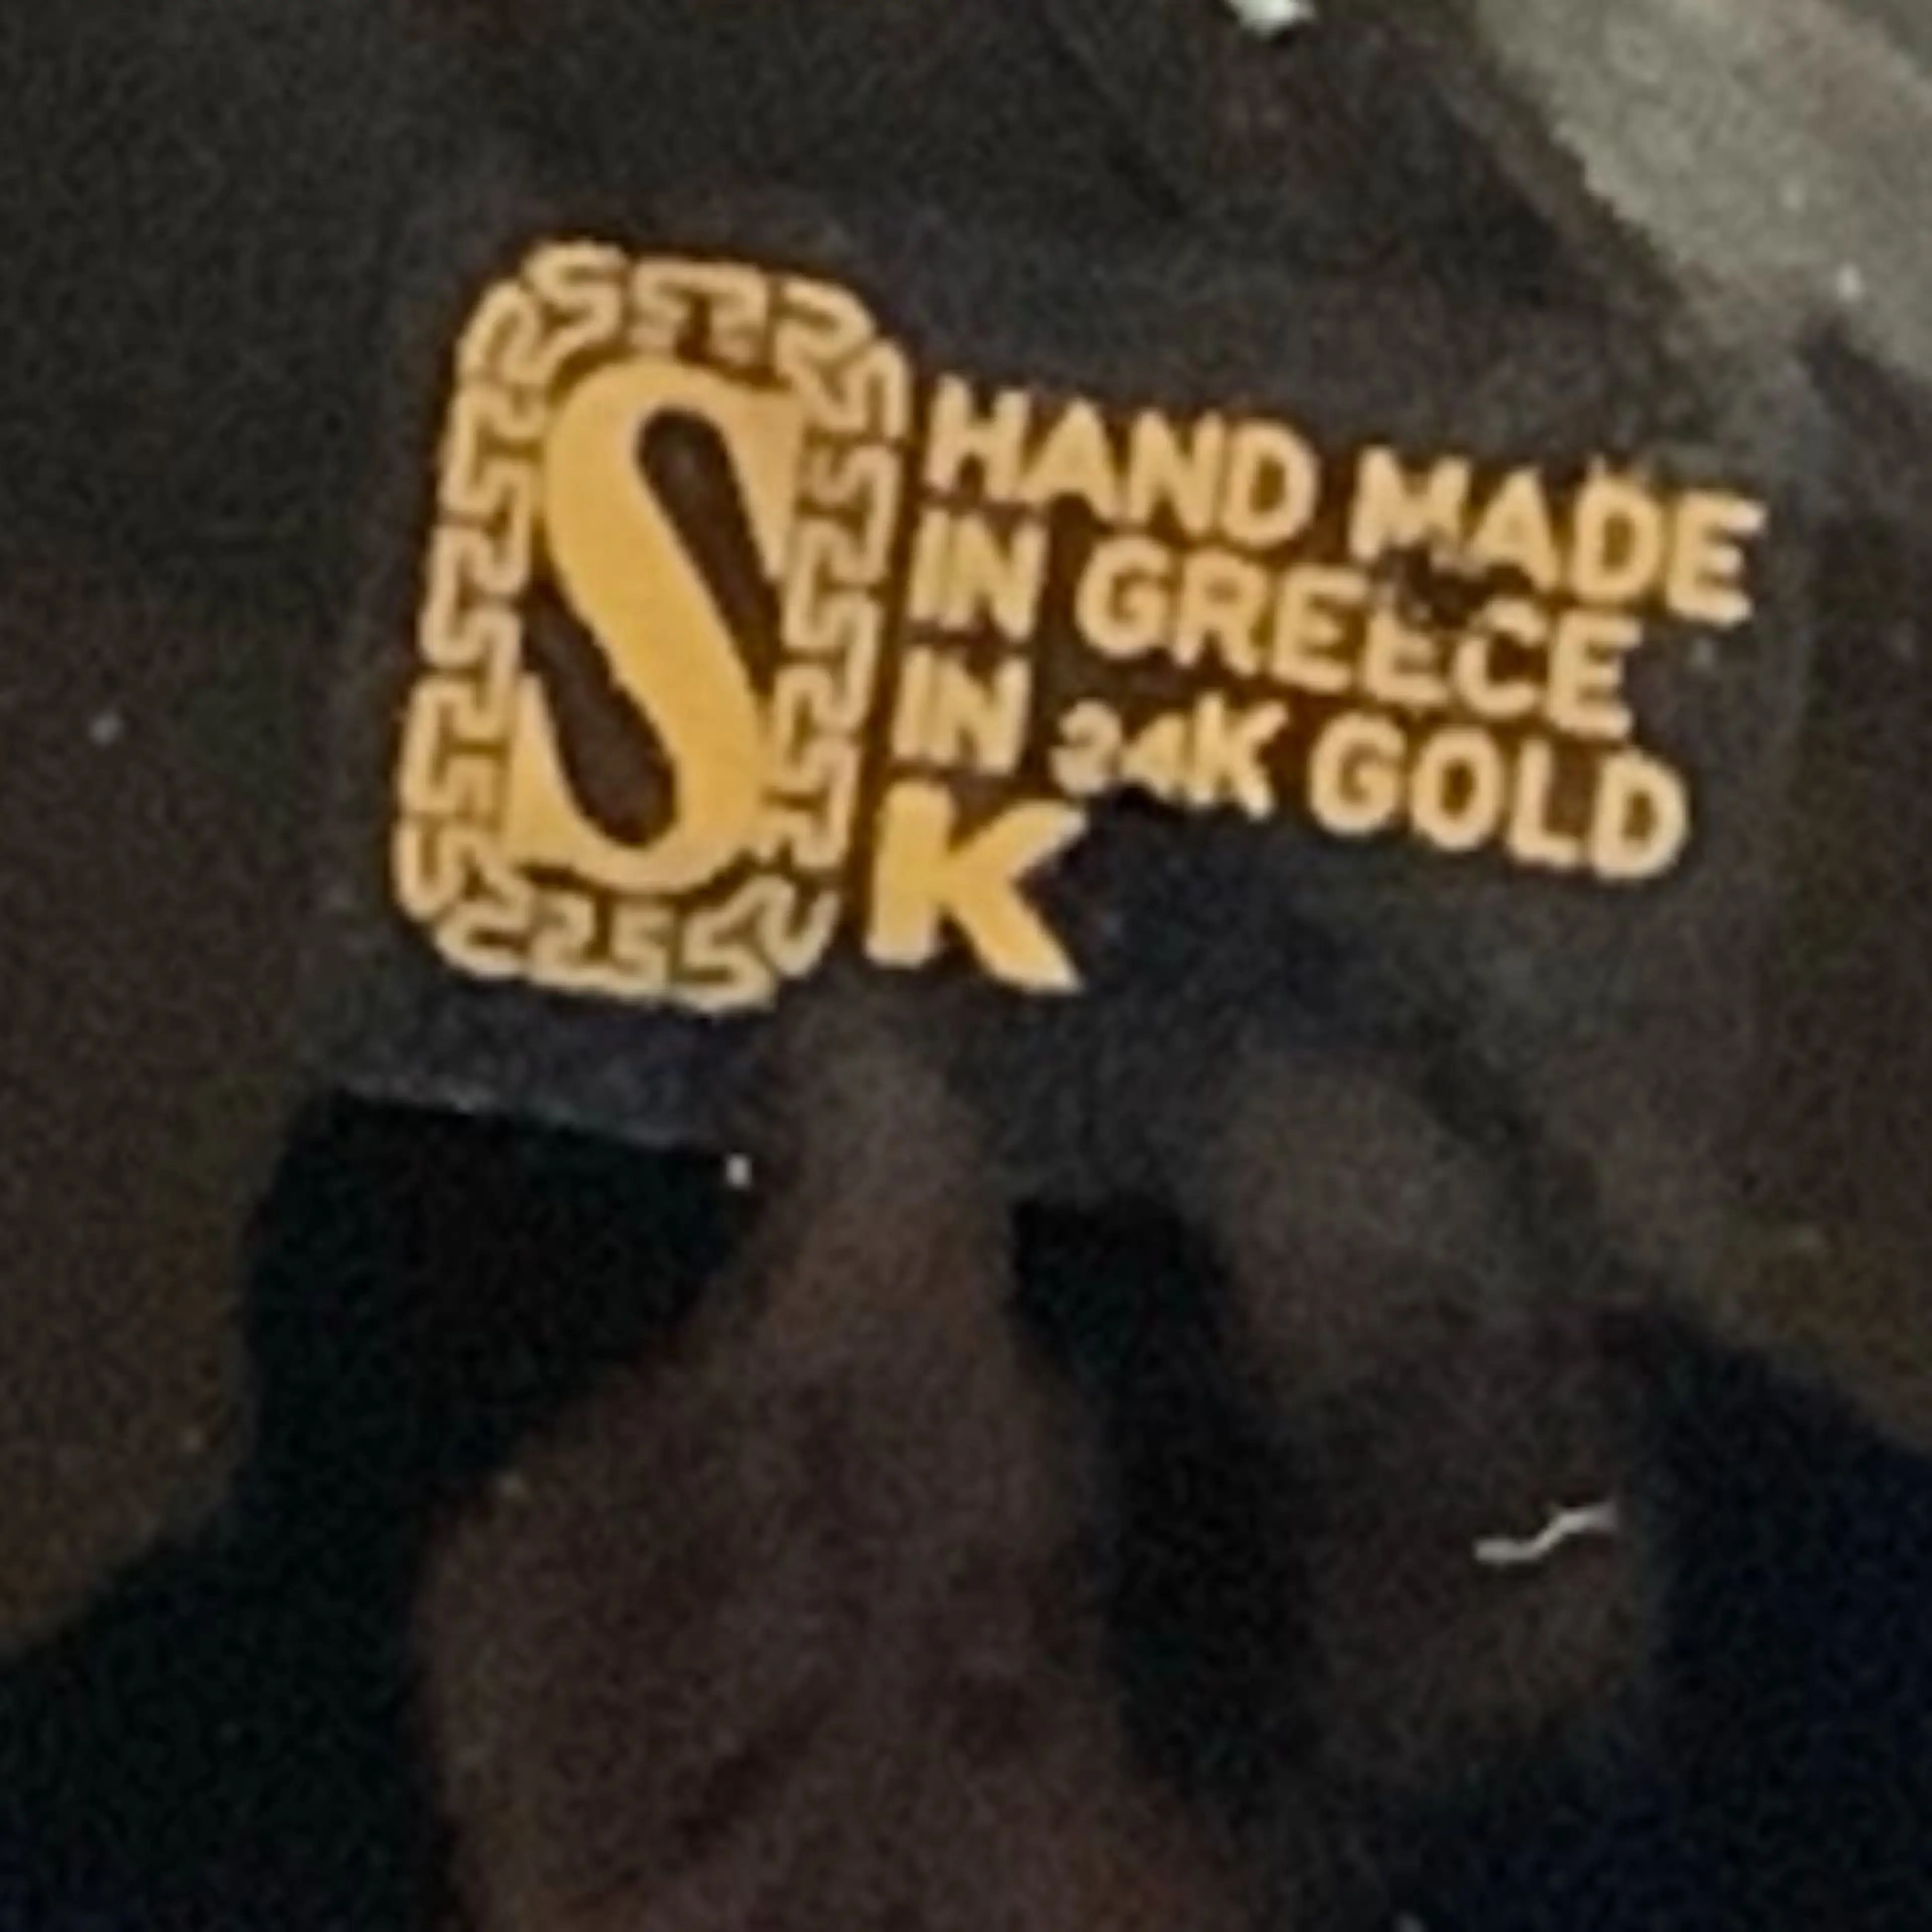 S
HAND MADE
IN GREECE
IN 24K GOLD
K